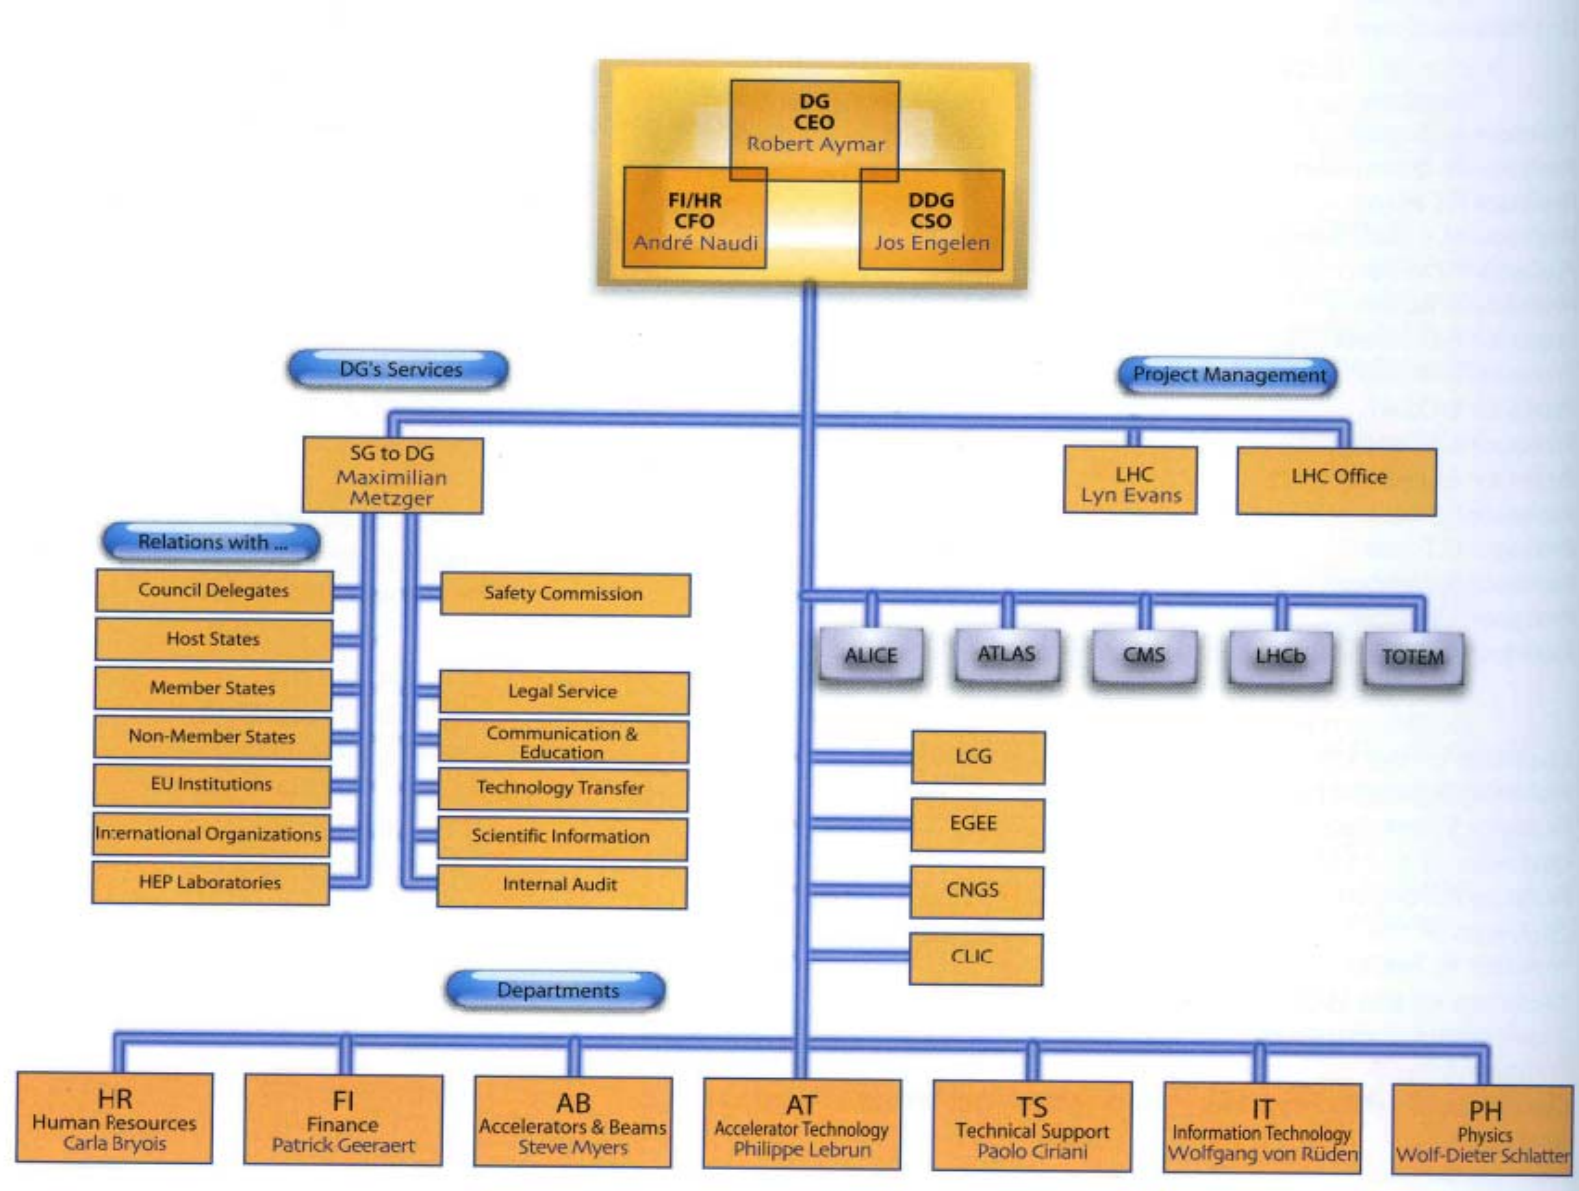 DG
CEO
Robert Aymar
FI/HR
CFO
André Naudi
DDG
CSO
Jos Engelen
DG's Services
Project Management
SG to DG
Maximilian
Metzger
LHC
Lyn Evans
LHC Office
Relations with ...
Council Delegates
Host States
Member States
Non-Member States
EU Institutions
International Organizations
HEP Laboratories
Safety Commission
Legal Service
Communication &
Education
Technology Transfer
Scientific Information
Internal Audit
ALICE
ATLAS
CMS
LHCb
TOTEM
LCG
EGEE
CNGS
CLIC
Departments
HR
Human Resources
Carla Bryois
FI
Finance
Patrick Geeraert
AB
Accelerators & Beams
Steve Myers
AT
Accelerator Technology
Philippe Lebrun
TS
Technical Support
Paolo Ciriani
IT
Information Technology
Wolfgang von Rüden
PH
Physics
Wolf-Dieter Schlatter